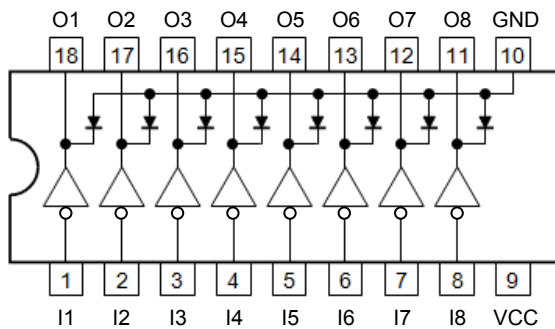 O1 O2 O3 O4 O5 O6 O7 O8 GND
18 17 16 15 14 13 12 11 10
1 2 3 4 5 6 7 8 9
I1 I2 I3 I4 I5 I6 I7 I8 VCC